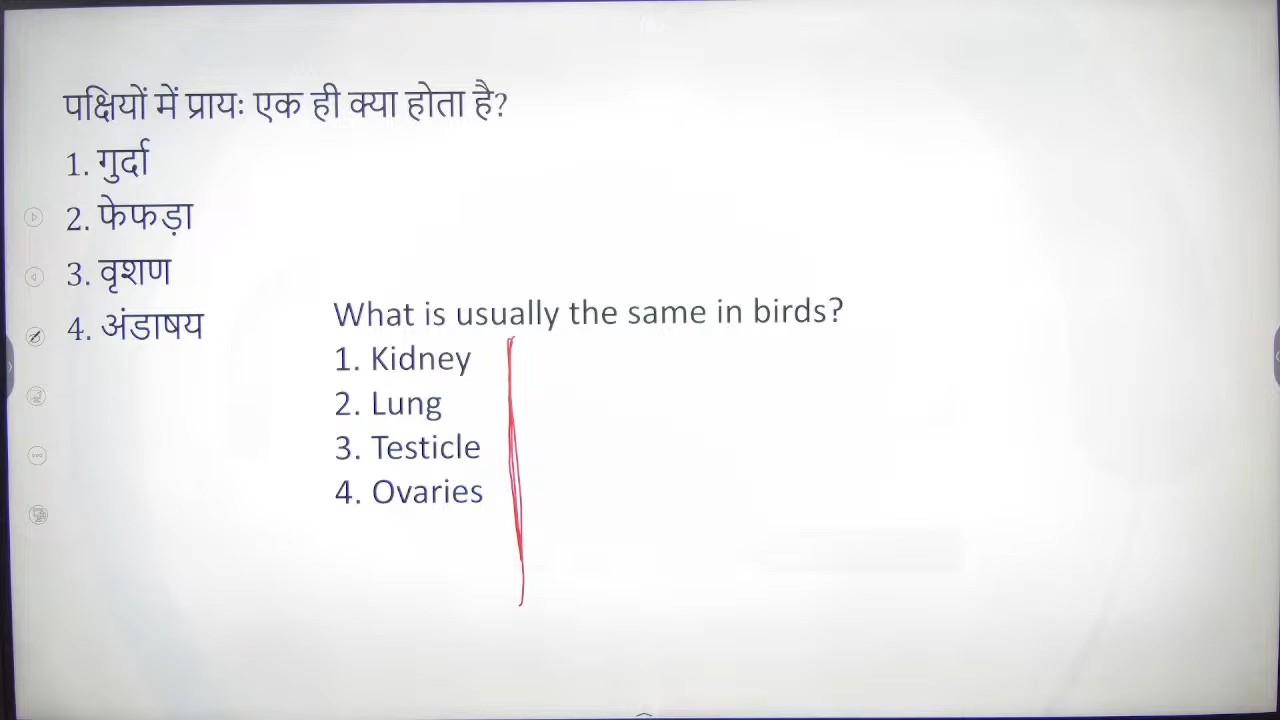 पक्षियों में प्रायः एक ही क्या होता है?
1. गुर्दा
2. फेफड़ा
3. वृशण
4. अंडाषय
What is usually the same in birds?
1. Kidney
2. Lung
3. Testicle
4. Ovaries